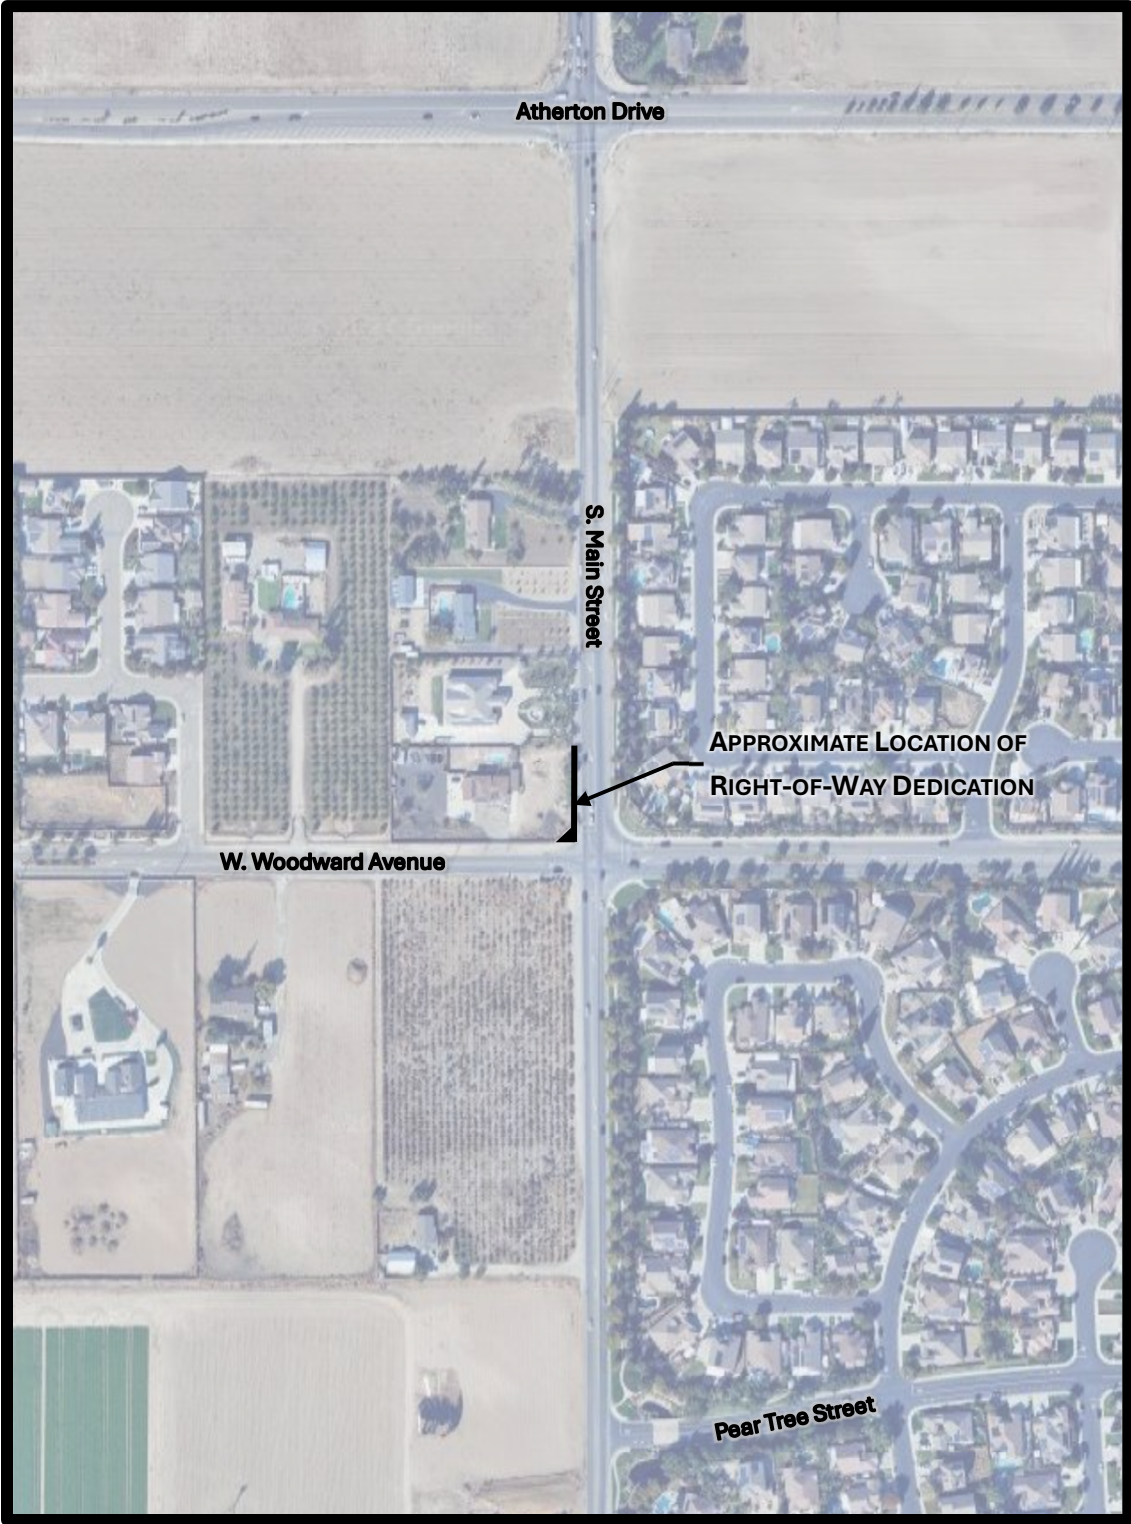 Atherton Drive
S. Main Street
APPROXIMATE LOCATION OF
RIGHT-OF-WAY DEDICATION
W. Woodward Avenue
Pear Tree Street